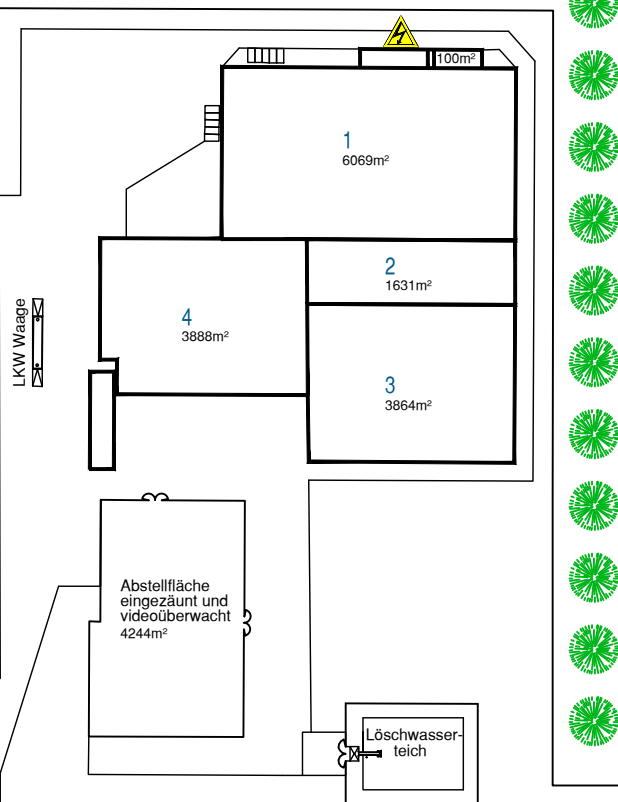 100m²
1
6069m²
2
1631m²
LKW Waage
4
3888m²
3
3864m²
Abstellfläche
eingezäunt und
videoüberwacht
4244m²
Löschwasser-
teich